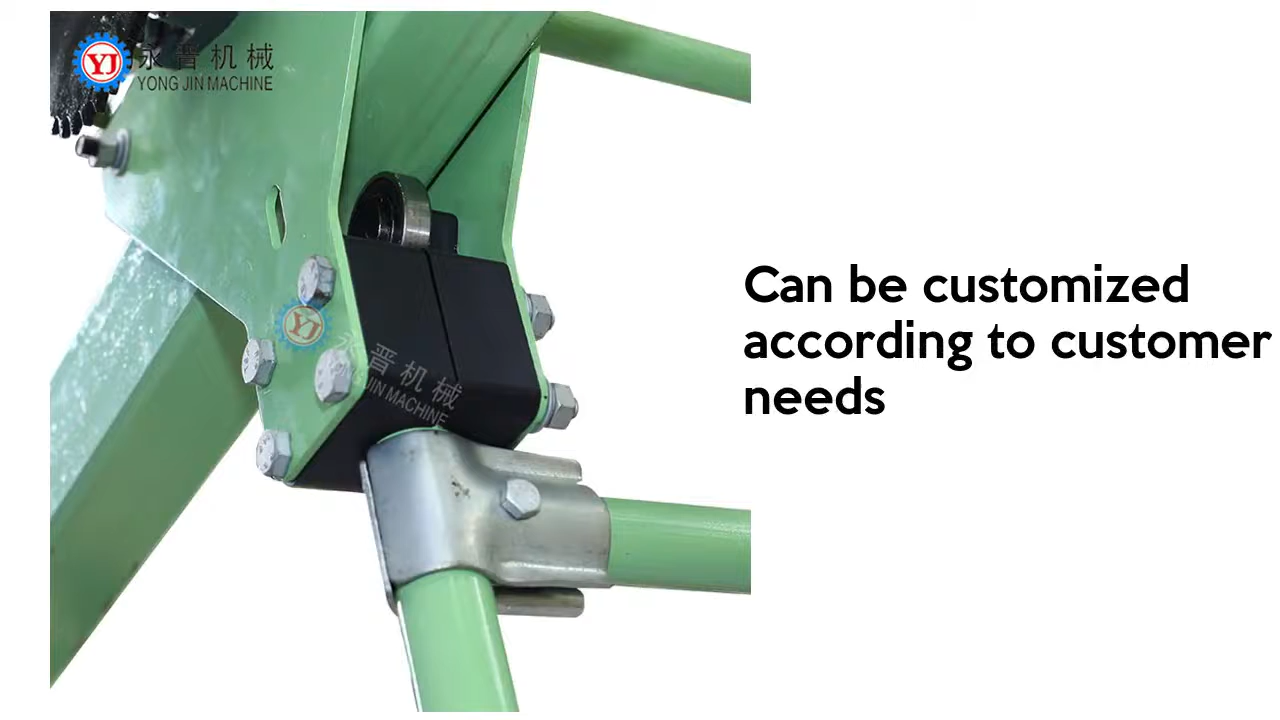 YJ 永晋机械
YONG JIN MACHINE
Can be customized
according to customer
needs
YJ 永晋机械
YONG JIN MACHINE